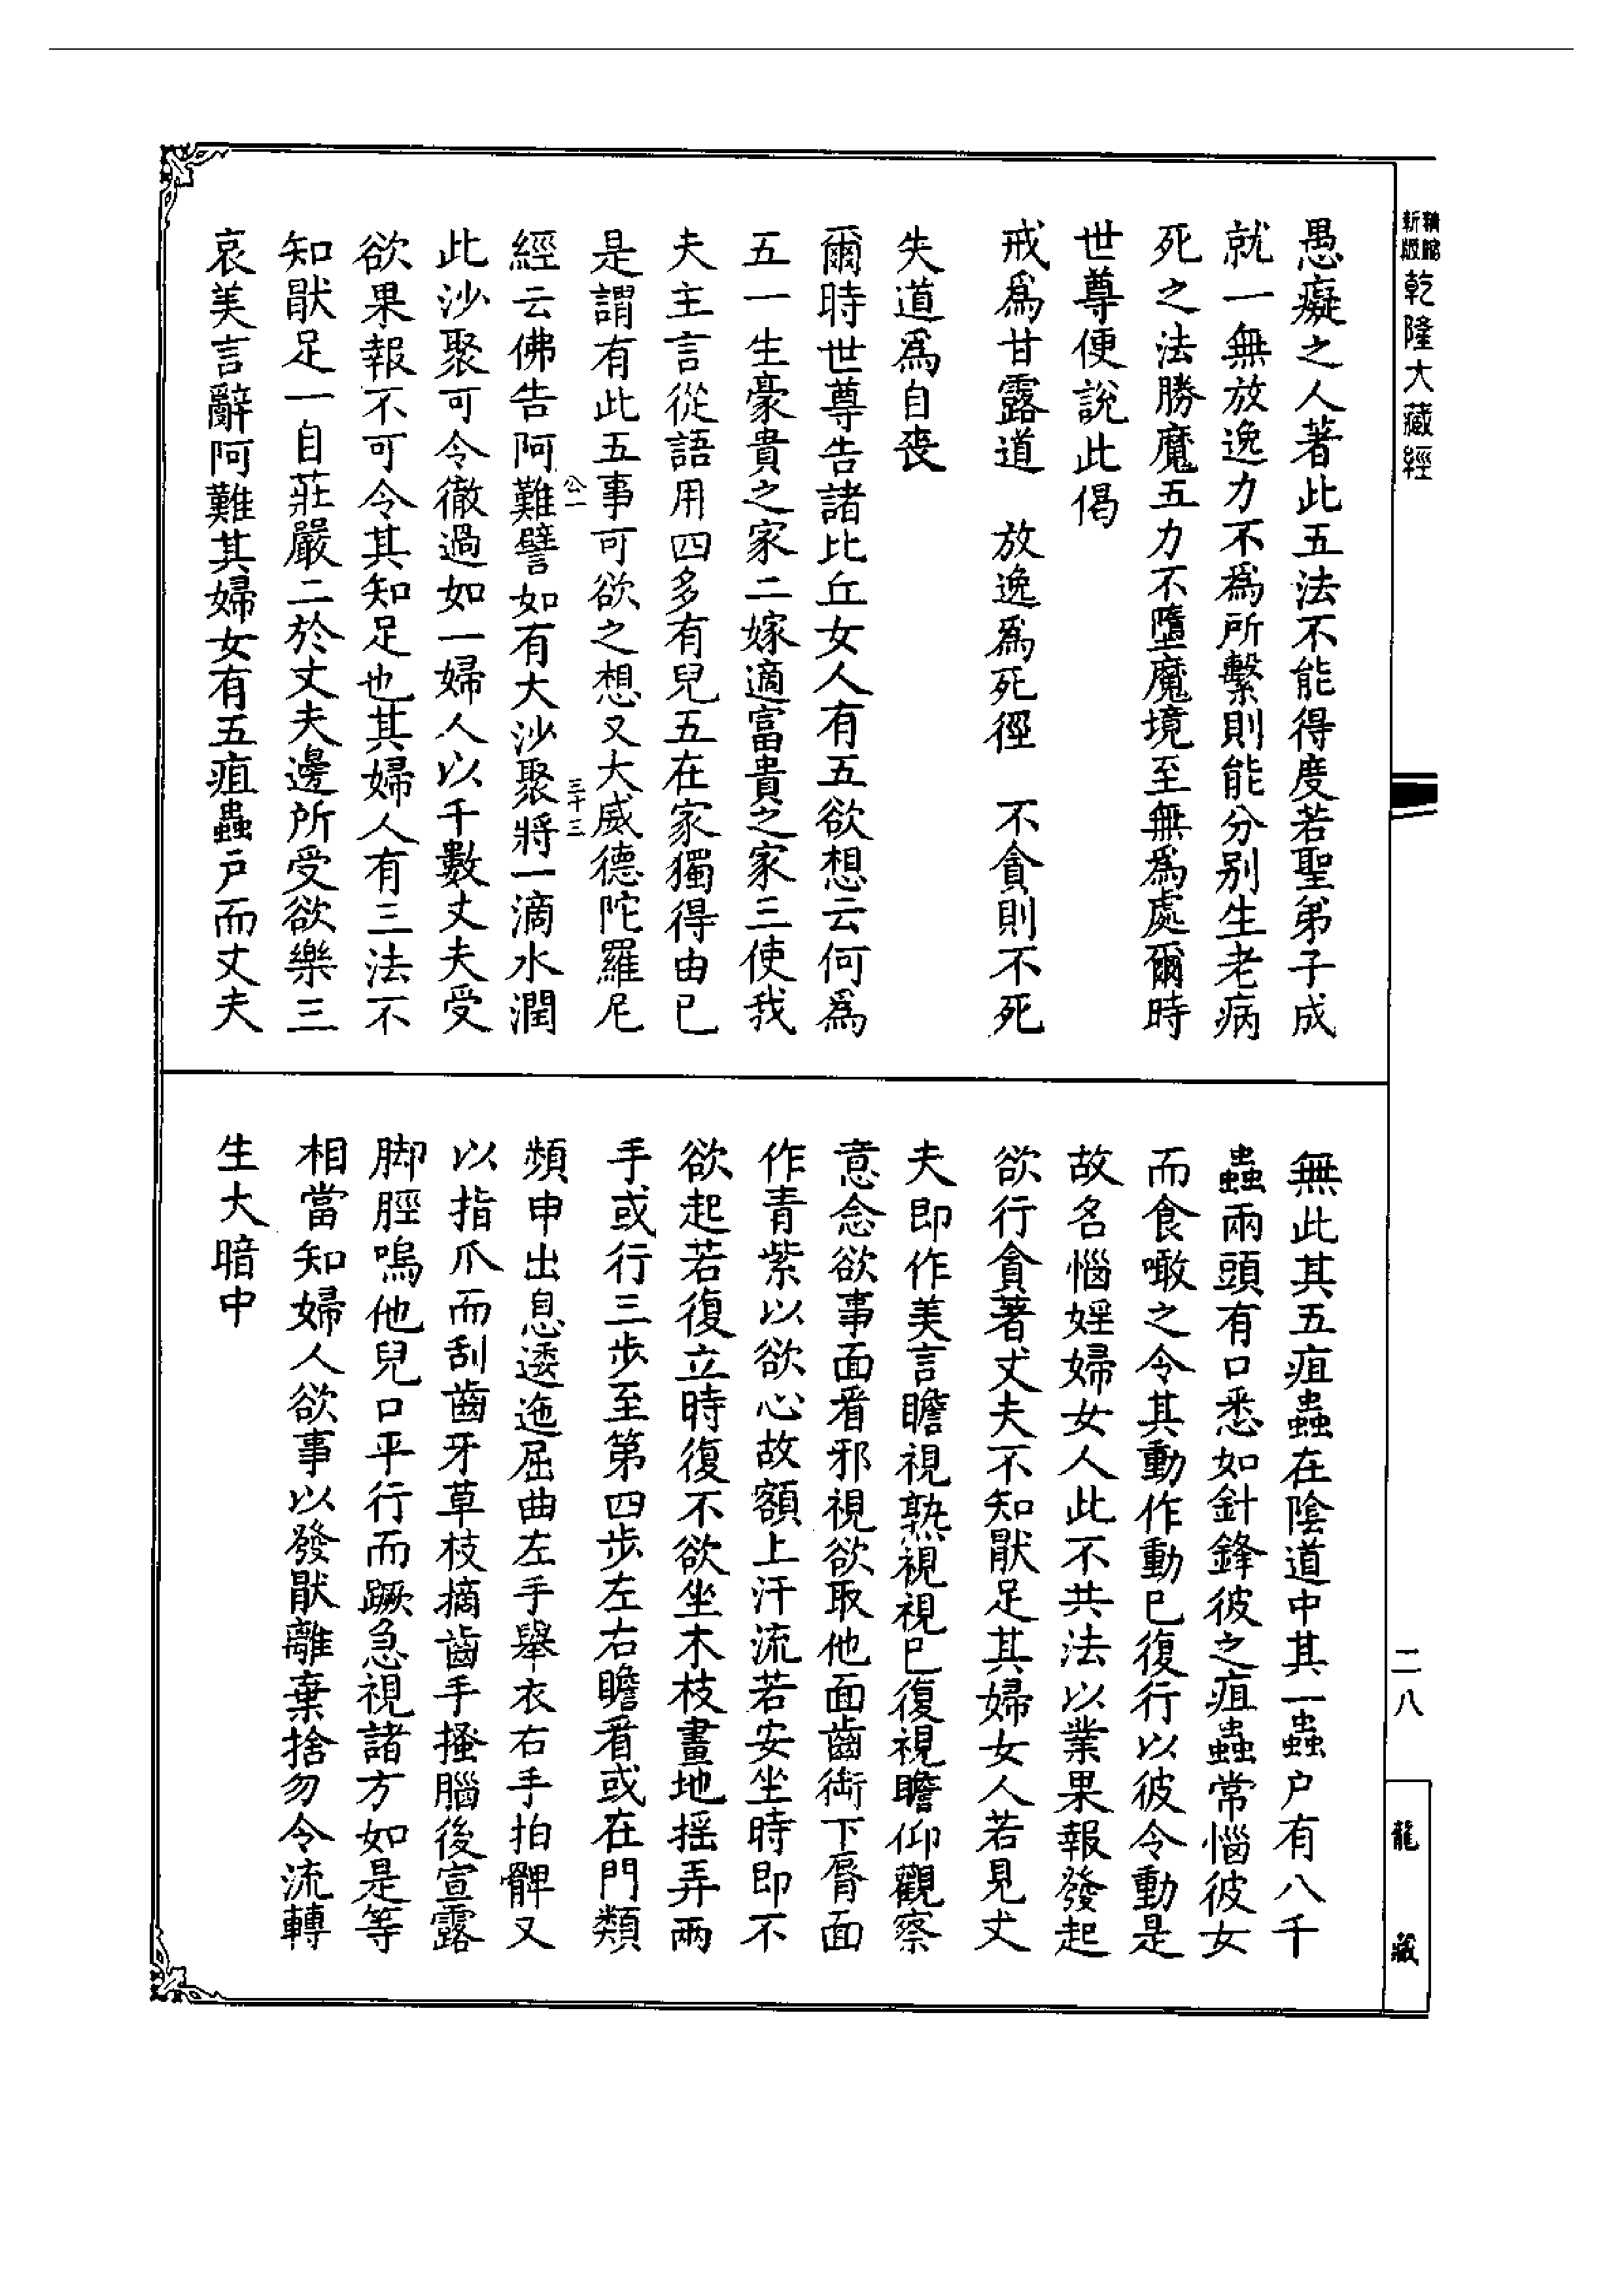 新版
乾隆大藏經
愚癡之人著此五法不能得度若聖弟子成
就一無放逸力不爲所繫則能分別生老病
死之法勝魔五力不墮魔境至無爲處爾時
世尊便說此偈
戒爲甘露道　放逸爲死徑　不貪則不死
失道爲自喪
爾時世尊告諸比丘女人有五欲想云何爲
五一生豪貴之家二嫁適富貴之家三使我
夫主言從語用四多有兒五在家獨得由已
是謂有此五事可欲之想又大威德陀羅尼
公一
三十三
經云佛告阿難譬如有大沙聚將一滴水潤
此沙聚可令徹過如一婦人以千數丈夫受
欲果報不可令其知足也其婦人有三法不
知猒足一自莊嚴二於丈夫邊所受欲樂三
哀美言辭阿難其婦女有五疽蟲戶而丈夫
無此其五疽蟲在陰道中其一蟲戶有八千
蟲兩頭有口悉如針鋒彼之疽蟲常惱彼女
而食噉之令其動作動已復行以彼令動是
故名惱婬婦女人此不共法以業果報發起
欲行貪著丈夫不知猒足其婦女人若見丈
夫即作美言瞻視熟視視已復視瞻仰觀察
意念欲事面看邪視欲取他面齒銜下脣面
作青紫以欲心故額上汗流若安坐時即不
欲起若復立時復不欲坐木枝畫地摇弄兩
手或行三步至第四步左右瞻看或在門類
頻申出息逶迤屈曲左手舉衣右手拍髀又
以指爪而刮齒牙草枝摘齒手搔腦後宣露
脚脛嗚他兒口平行而蹶急視諸方如是等
相當知婦人欲事以發猒離棄捨勿令流轉
生大暗中
二八
龍藏